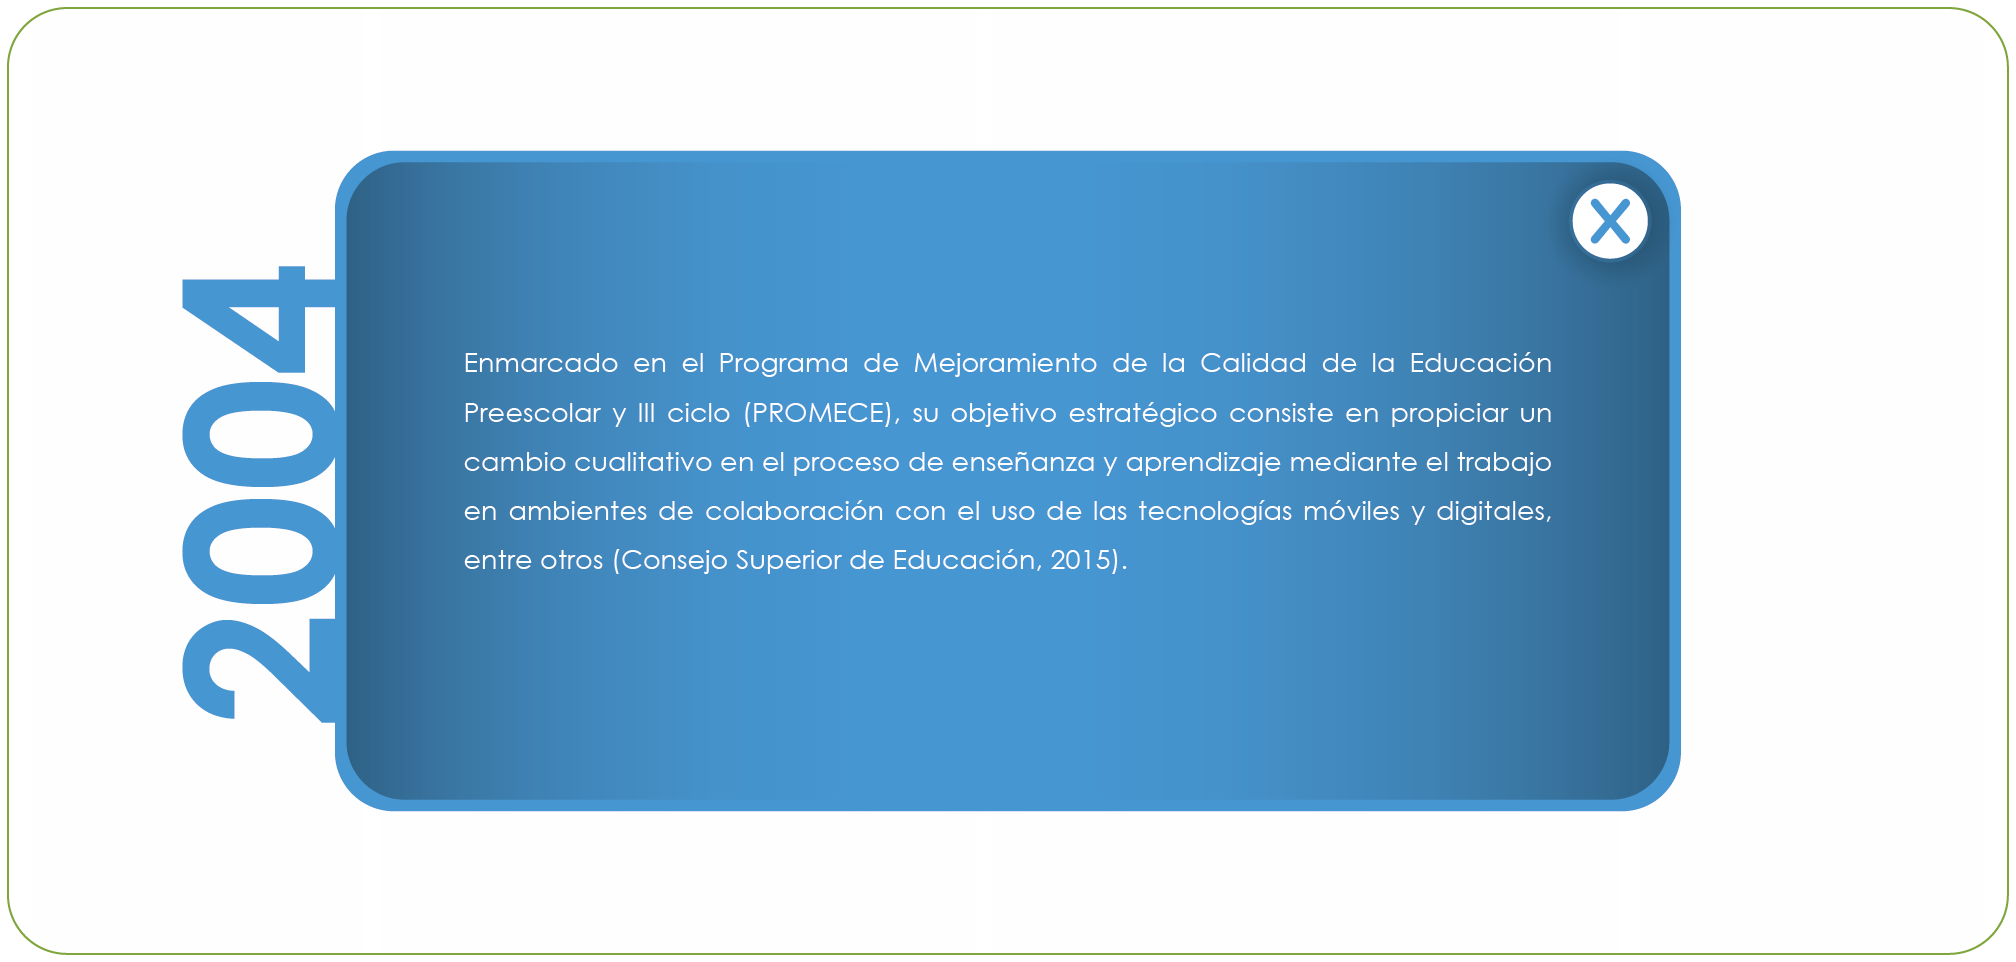 2004
Enmarcado en el Programa de Mejoramiento de la Calidad de la Educación
Preescolar y III ciclo (PROMECE), su objetivo estratégico consiste en propiciar un
cambio cualitativo en el proceso de enseñanza y aprendizaje mediante el trabajo
en ambientes de colaboración con el uso de las tecnologías móviles y digitales,
entre otros (Consejo Superior de Educación, 2015).